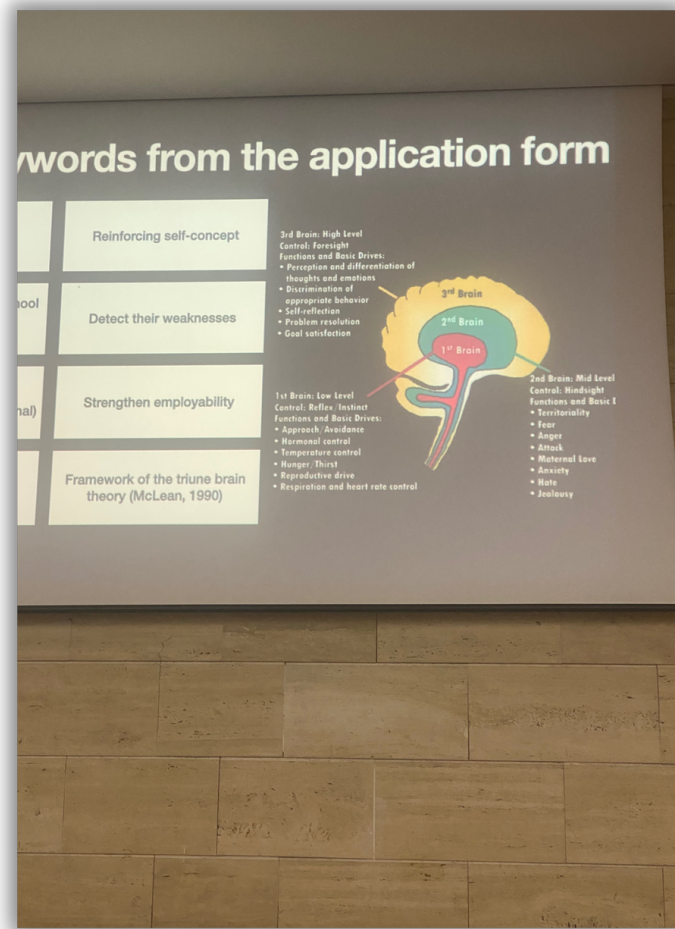 words from the application form
Reinforcing self-concept
Detect their weaknesses
Strengthen employability
Framework of the triune brain
theory (McLean, 1990)
3rd Brain: High Level
Control: Foresight
Functions and Basic Drives:
• Perception and differentiation of
thoughts and emotions
• Discrimination of
appropriate behavior
• Self-reflection
• Problem resolution
• Goal satisfaction
3rd Brain
2nd Brain
1st Brain
1st Brain: Low Level
Control: Reflex/Instinct
Functions and Basic Drives:
• Approach/Avoidance
• Hormonal control
• Temperature control
• Hunger/Thirst
• Reproductive drive
• Respiration and heart rate control
2nd Brain: Mid Level
Control: Hindsight
Functions and Basic
• Territoriality
• Fear
• Anger
• Attack
• Maternal Love
• Anxiety
• Hate
• Jealousy